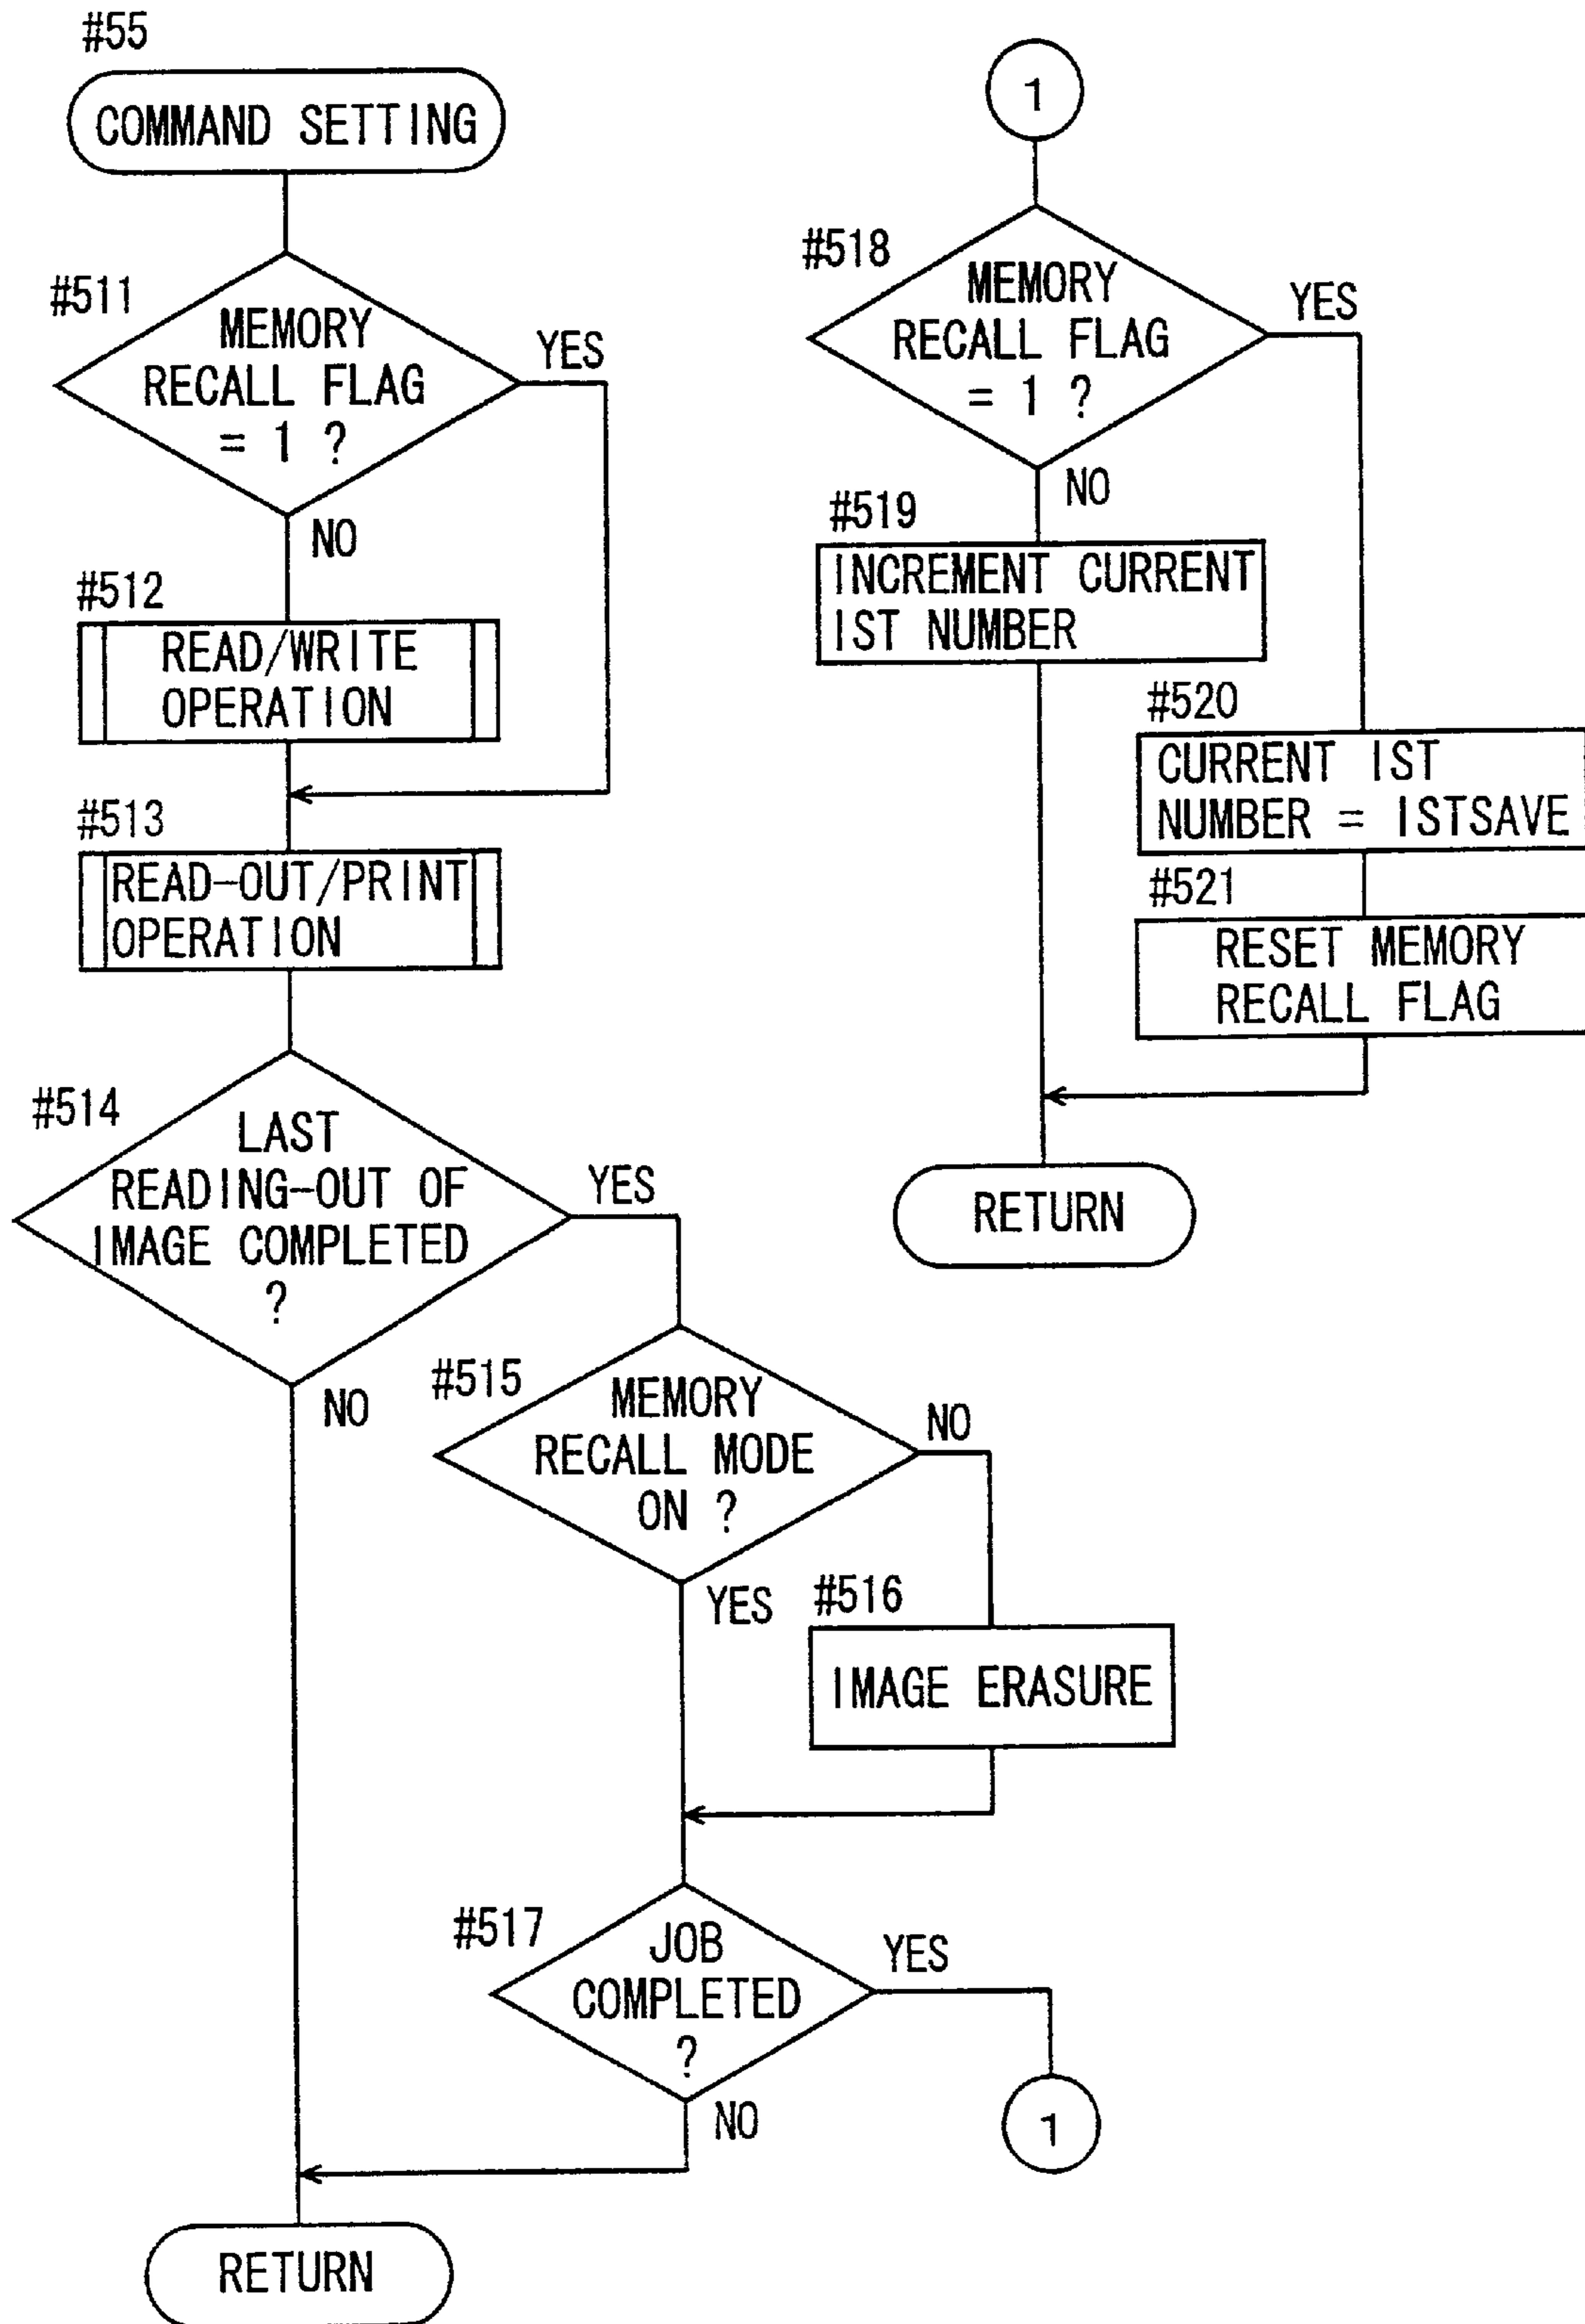 #55
COMMAND SETTING
#511
MEMORY
RECALL FLAG
= 1 ?
YES
NO
#512
READ/WRITE
OPERATION
#513
READ-OUT/PRINT
OPERATION
#514
LAST
READING-OUT OF
IMAGE COMPLETED
?
YES
NO
#515
MEMORY
RECALL MODE
ON ?
NO
YES
#516
IMAGE ERASURE
#517
JOB
COMPLETED
?
YES
NO
1
RETURN
1
#518
MEMORY
RECALL FLAG
= 1 ?
YES
NO
#519
INCREMENT CURRENT
IST NUMBER
#520
CURRENT IST
NUMBER = ISTSAVE
#521
RESET MEMORY
RECALL FLAG
RETURN